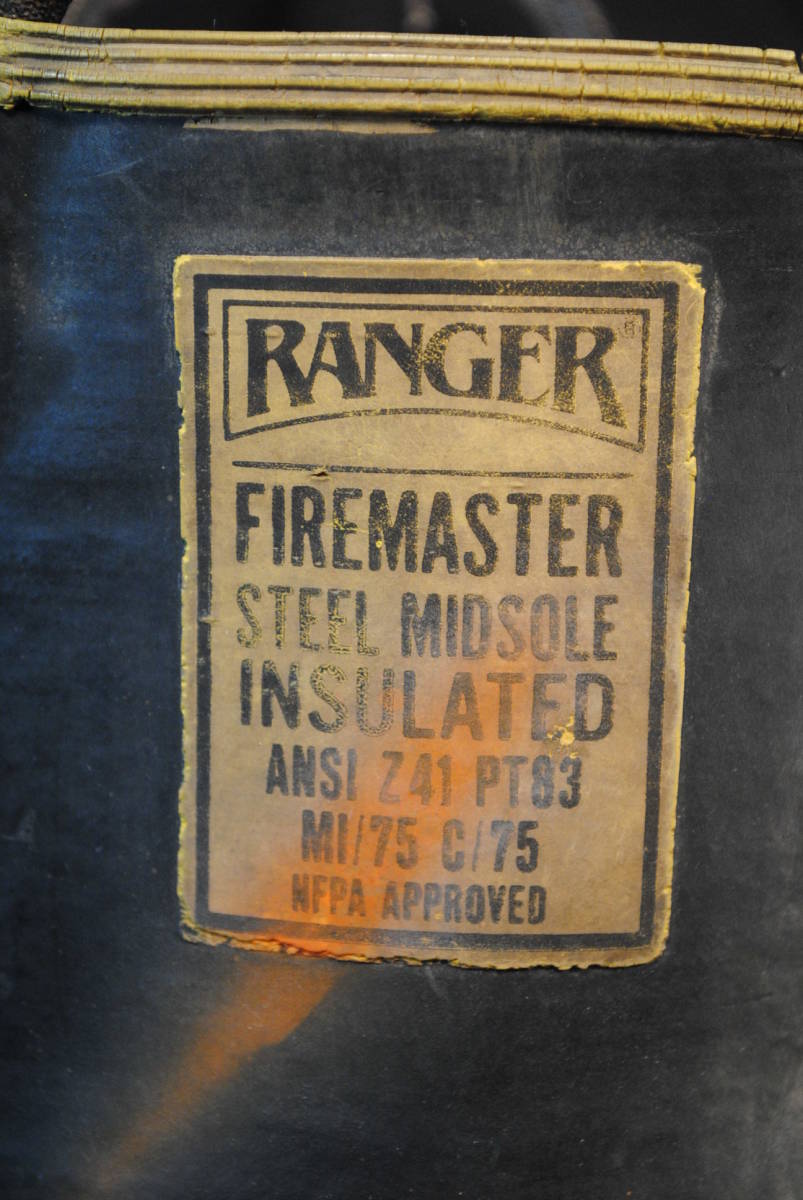 RANGER®
FIREMASTER
STEEL MIDSOLE
INSULATED
ANSI Z41 PT83
MI/75 C/75
NFPA APPROVED